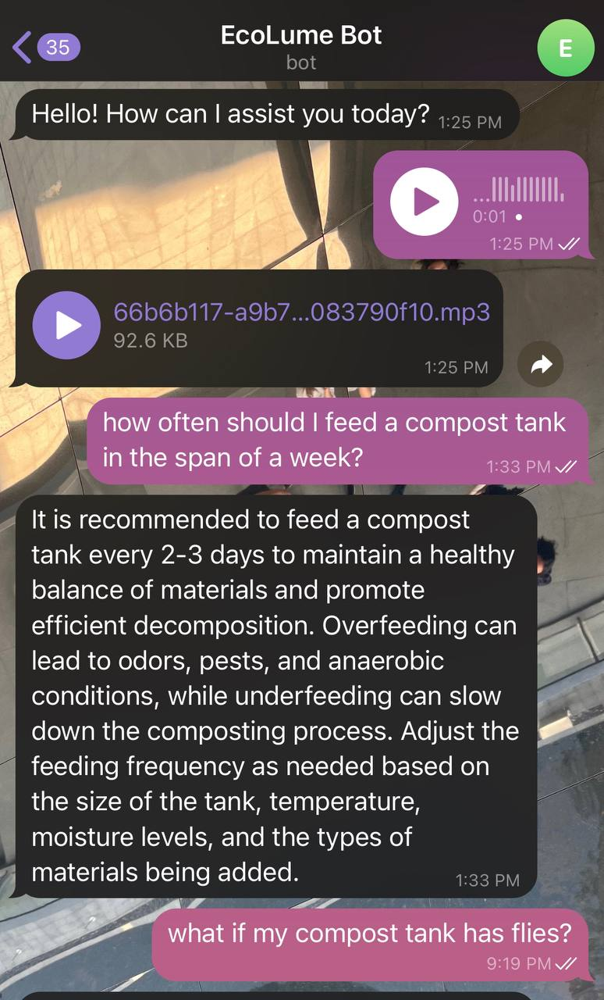 35
EcoLume Bot
bot
E
Hello! How can I assist you today? 1:25 PM
0:01
1:25 PM
66b6b117-a9b7...083790f10.mp3
92.6 KB
1:25 PM
how often should I feed a compost tank
in the span of a week? 1:33 PM
It is recommended to feed a compost
tank every 2-3 days to maintain a healthy
balance of materials and promote
efficient decomposition. Overfeeding can
lead to odors, pests, and anaerobic
conditions, while underfeeding can slow
down the composting process. Adjust the
feeding frequency as needed based on
the size of the tank, temperature,
moisture levels, and the types of
materials being added. 1:33 PM
what if my compost tank has flies?
9:19 PM